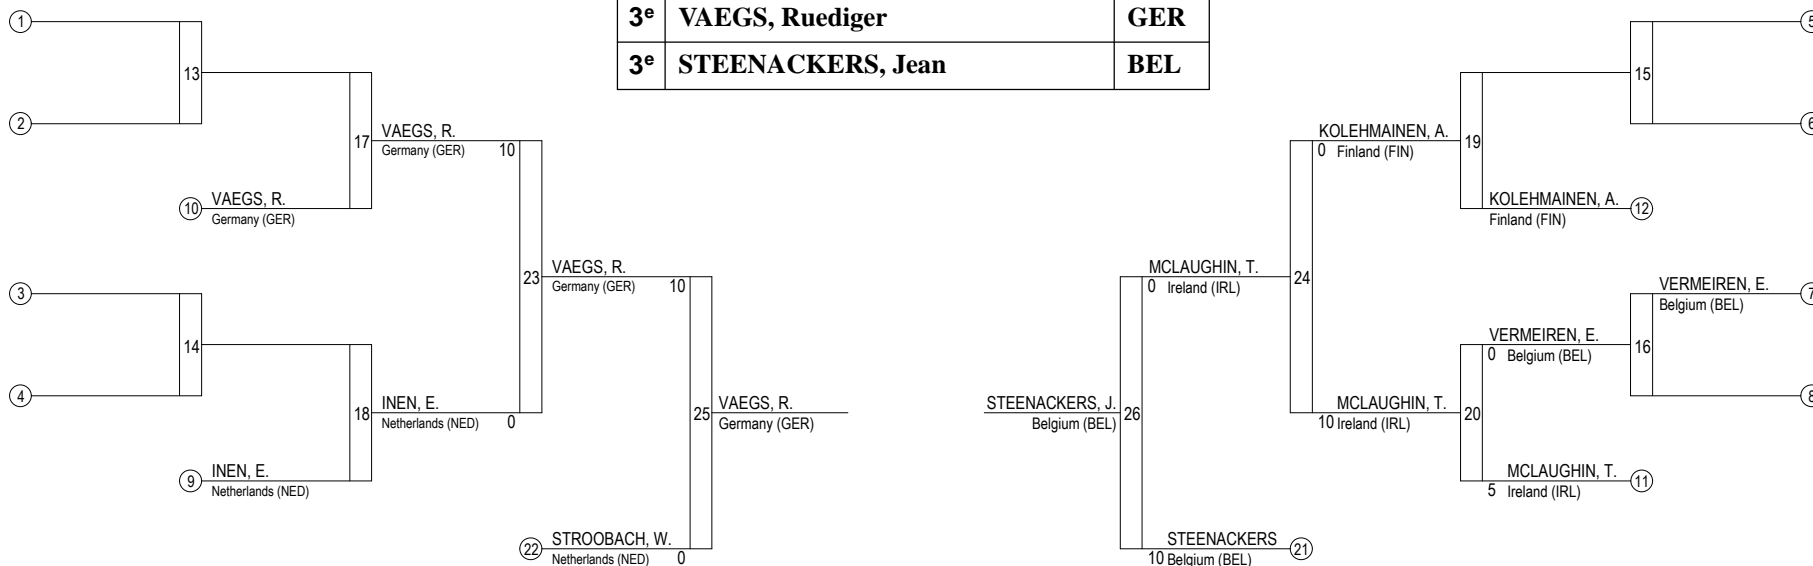 3e VAEGS, Ruediger GER
3e STEENACKERS, Jean BEL
1
13
2
17
VAEGS, R.
Germany (GER) 10
10
VAEGS, R.
Germany (GER)
23
VAEGS, R.
Germany (GER) 10
3
14
4
18
INEN, E.
Netherlands (NED) 0
9
INEN, E.
Netherlands (NED)
25
VAEGS, R.
Germany (GER)
22
STROOBACH, W.
Netherlands (NED) 0
5
15
6
KOLEHMAINEN, A.
0 Finland (FIN)
19
KOLEHMAINEN, A.
Finland (FIN)
12
MCLAUGHIN, T.
0 Ireland (IRL)
24
VERMEIREN, E.
Belgium (BEL)
7
VERMEIREN, E.
0 Belgium (BEL)
16
8
STEENACKERS, J.
Belgium (BEL)
26
MCLAUGHIN, T.
10 Ireland (IRL)
20
MCLAUGHIN, T.
5 Ireland (IRL)
11
STEENACKERS
10 Belgium (BEL)
21